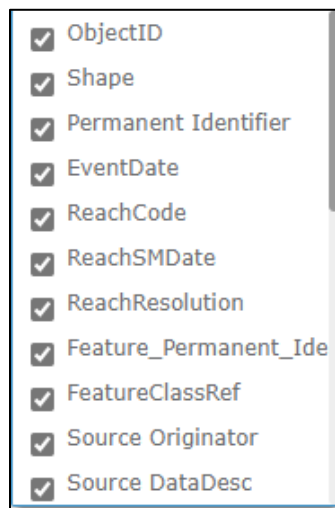 ObjectID
Shape
Permanent Identifier
EventDate
ReachCode
ReachSMDate
ReachResolution
Feature_Permanent_Ide
FeatureClassRef
Source Originator
Source DataDesc